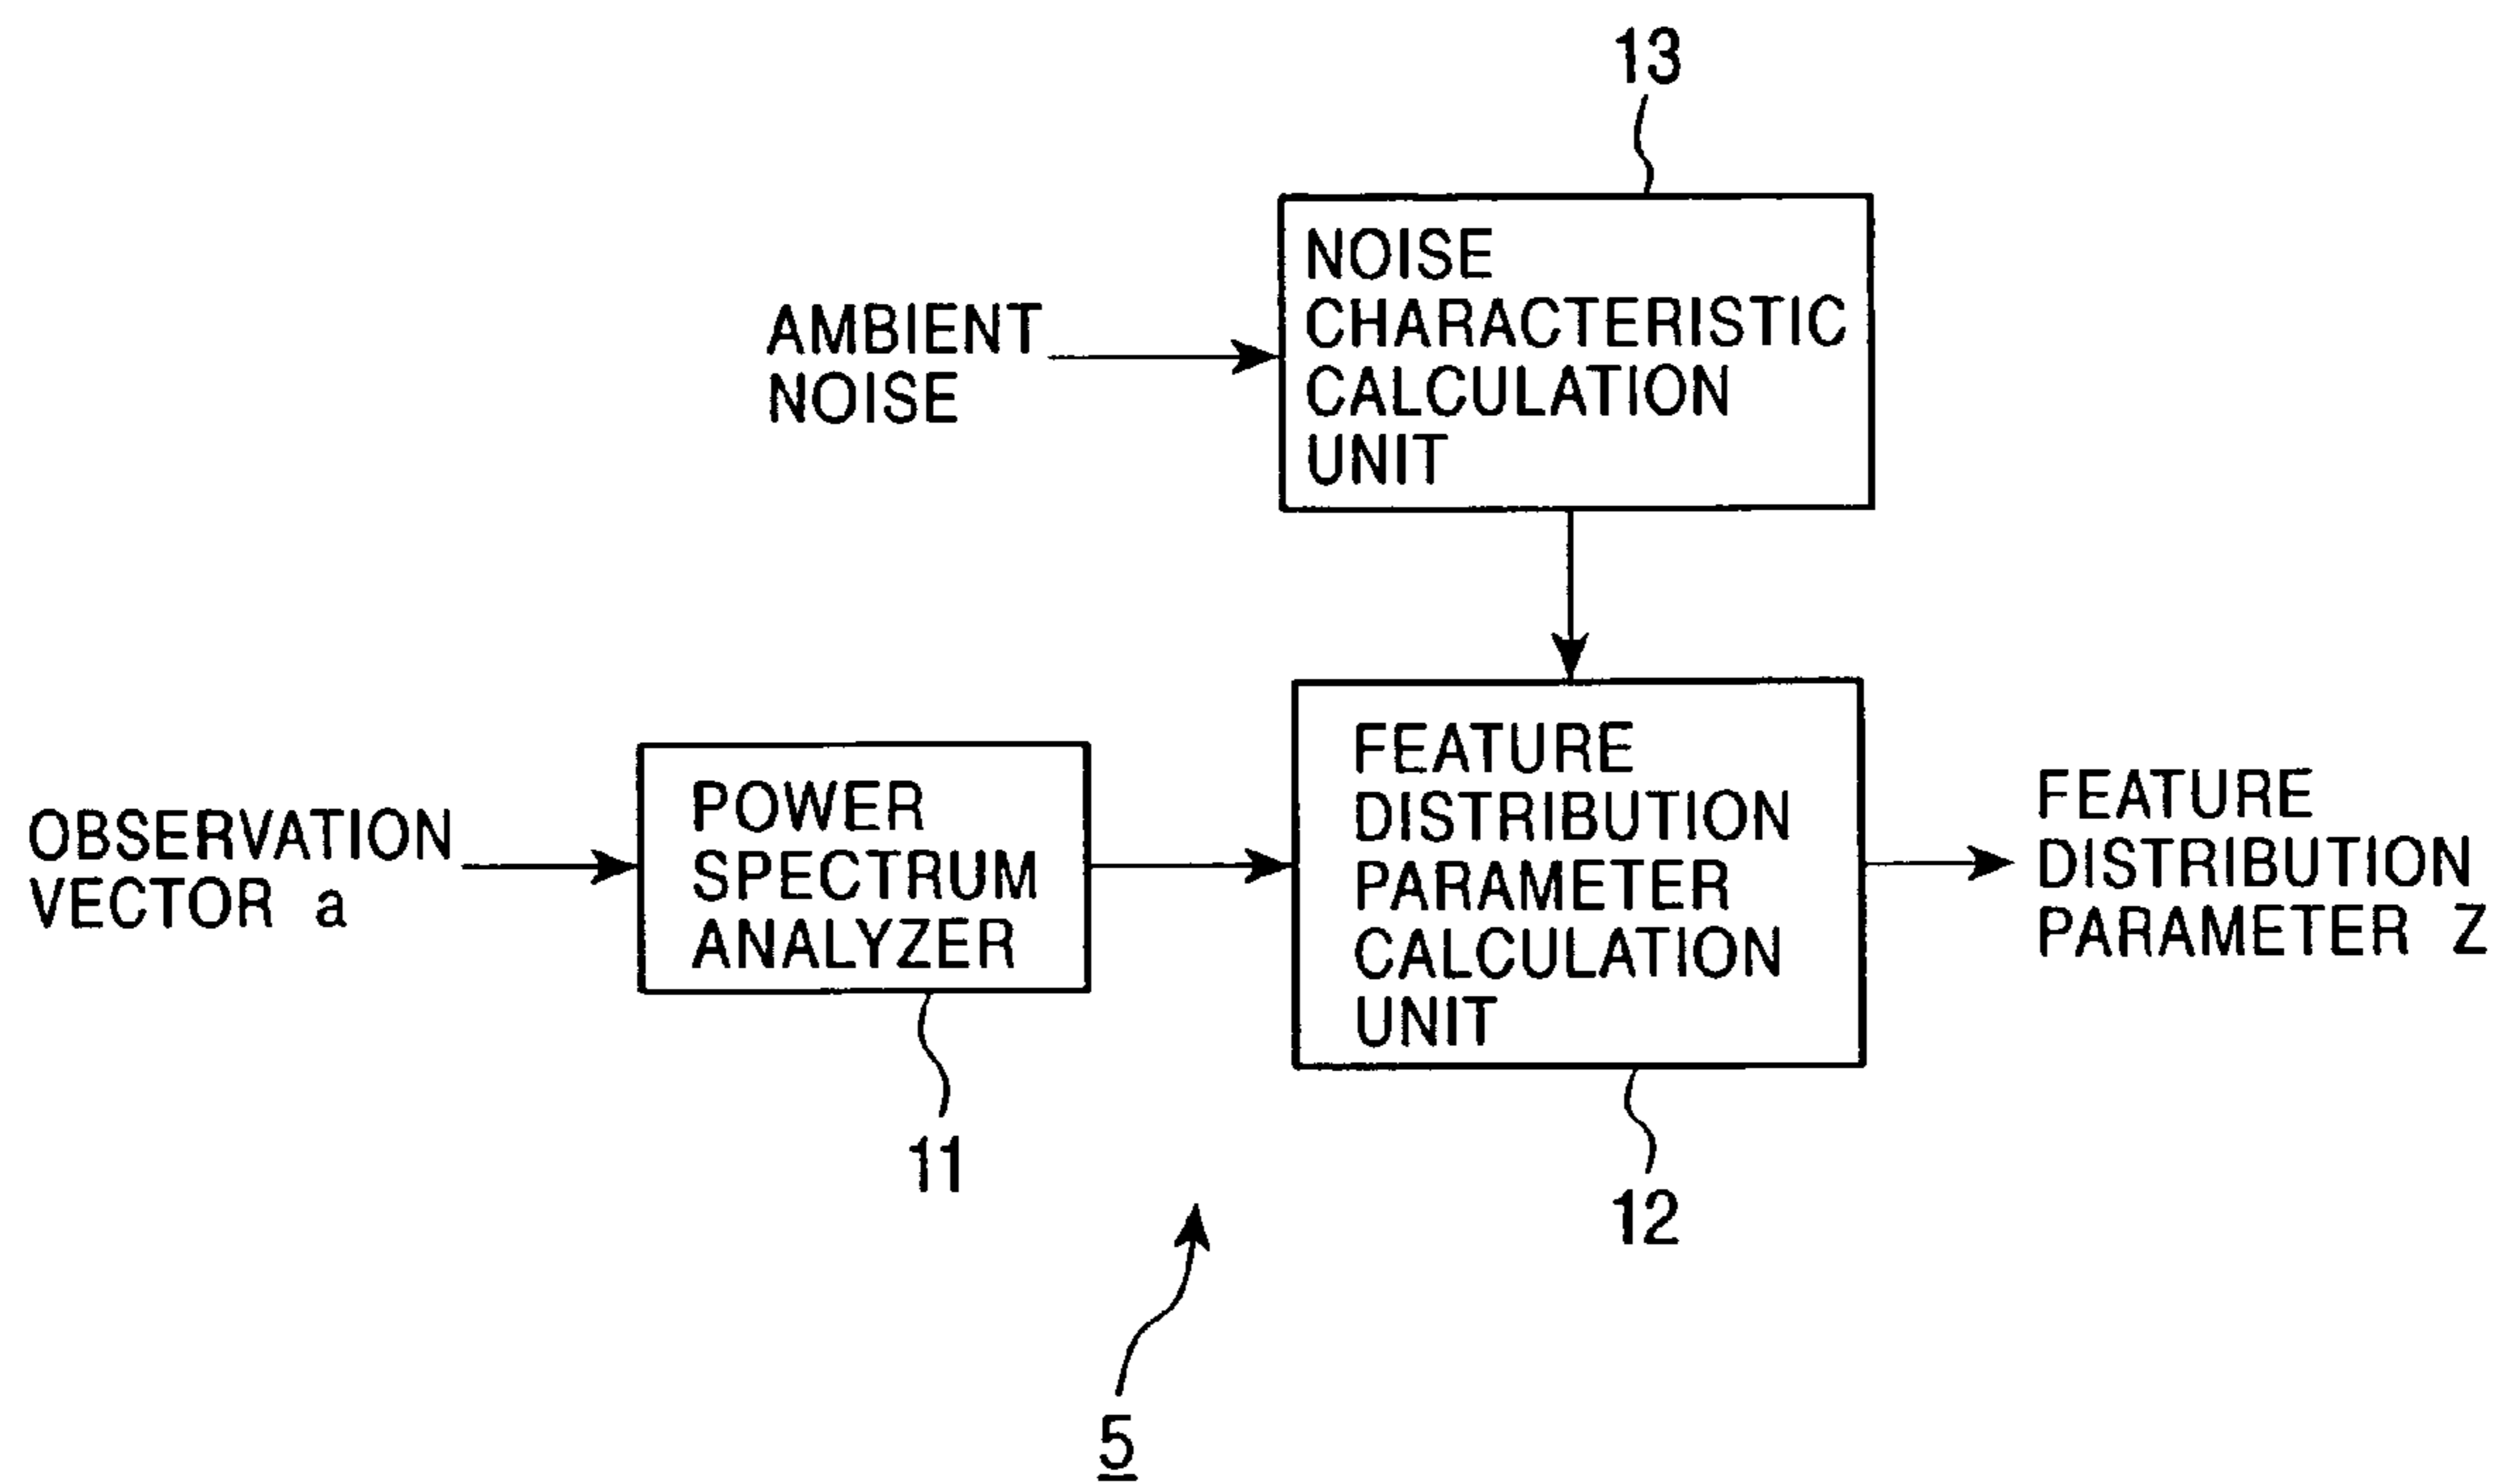 13
NOISE
CHARACTERISTIC
CALCULATION
UNIT
AMBIENT
NOISE
OBSERVATION
VECTOR a
POWER
SPECTRUM
ANALYZER
FEATURE
DISTRIBUTION
PARAMETER
CALCULATION
UNIT
FEATURE
DISTRIBUTION
PARAMETER Z
11
12
5